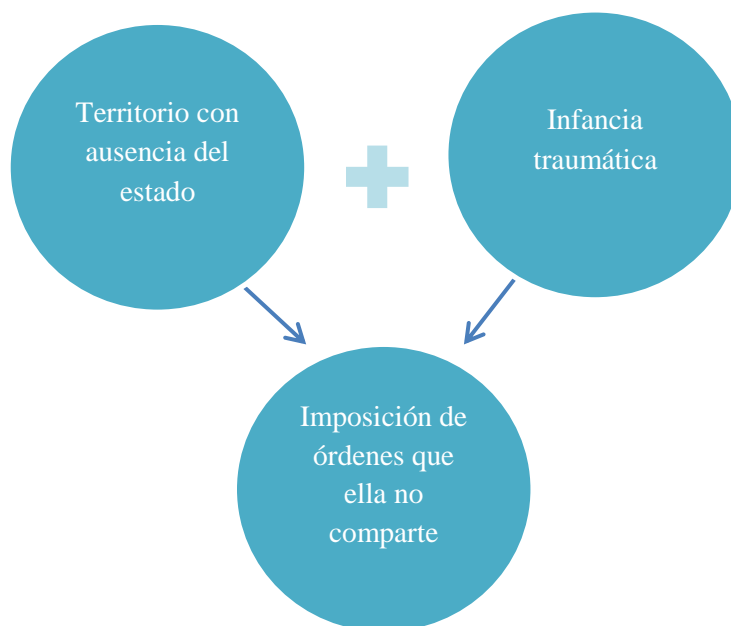 Territorio con
ausencia del
estado
Infancia
traumática
Imposición de
órdenes que
ella no
comparte